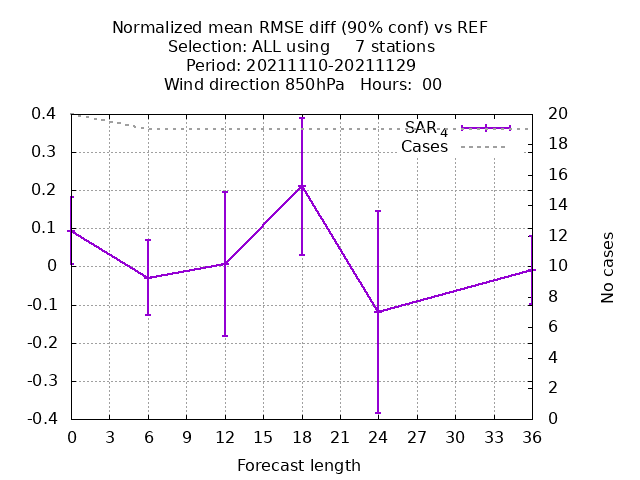 Normalized mean RMSE diff (90% conf) vs REF
Selection: ALL using     7 stations
Period: 20211110-20211129
Wind direction 850hPa   Hours:  00
0.4
0.3
0.2
0.1
0
-0.1
-0.2
-0.3
-0.4
20
18
16
14
12
10
8
6
4
2
0
SAR4
Cases
No cases
0 3 6 9 12 15 18 21 24 27 30 33 36
Forecast length